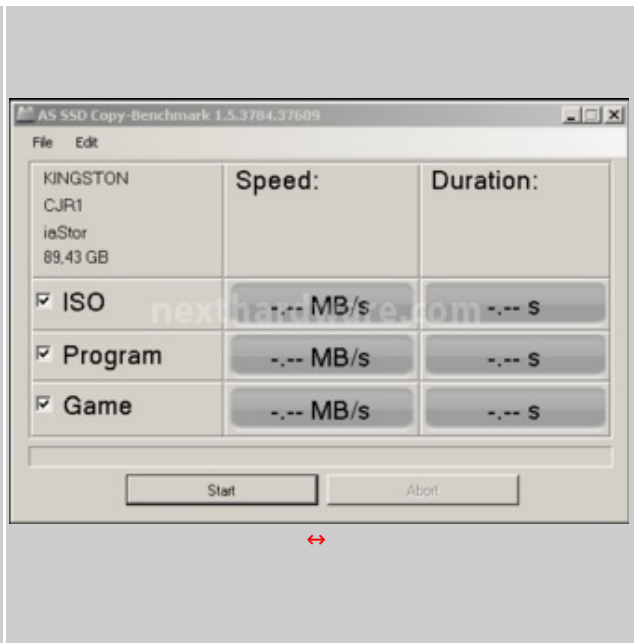 AS SSD Copy-Benchmark 1.5.3784.37609
File Edit
KINGSTON
CJR1
iaStor
89,43 GB
Speed:
Duration:
ISO
-,-- MB/s
-,-- s
nexthardware.com
Program
-,-- MB/s
-,-- s
Game
-,-- MB/s
-,-- s
Start
Abort